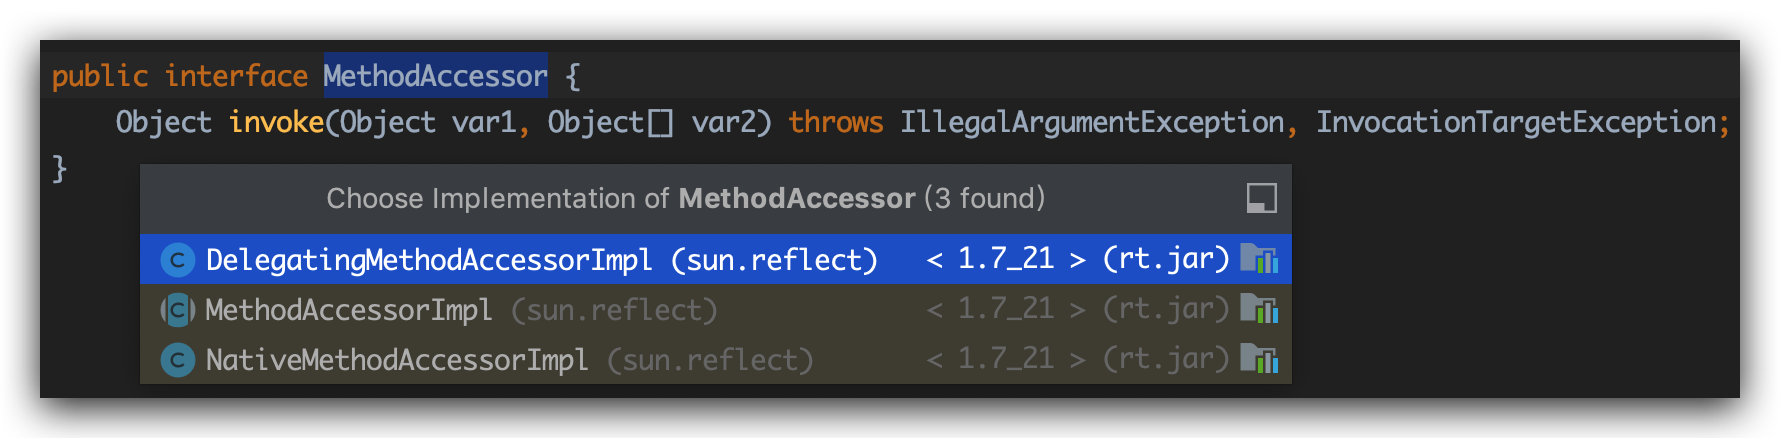 public interface MethodAccessor {
    Object invoke(Object var1, Object[] var2) throws IllegalArgumentException, InvocationTargetException;
}
Choose Implementation of MethodAccessor (3 found)
C DelegatingMethodAccessorImpl (sun.reflect) < 1.7_21 > (rt.jar)
C MethodAccessorImpl (sun.reflect) < 1.7_21 > (rt.jar)
C NativeMethodAccessorImpl (sun.reflect) < 1.7_21 > (rt.jar)